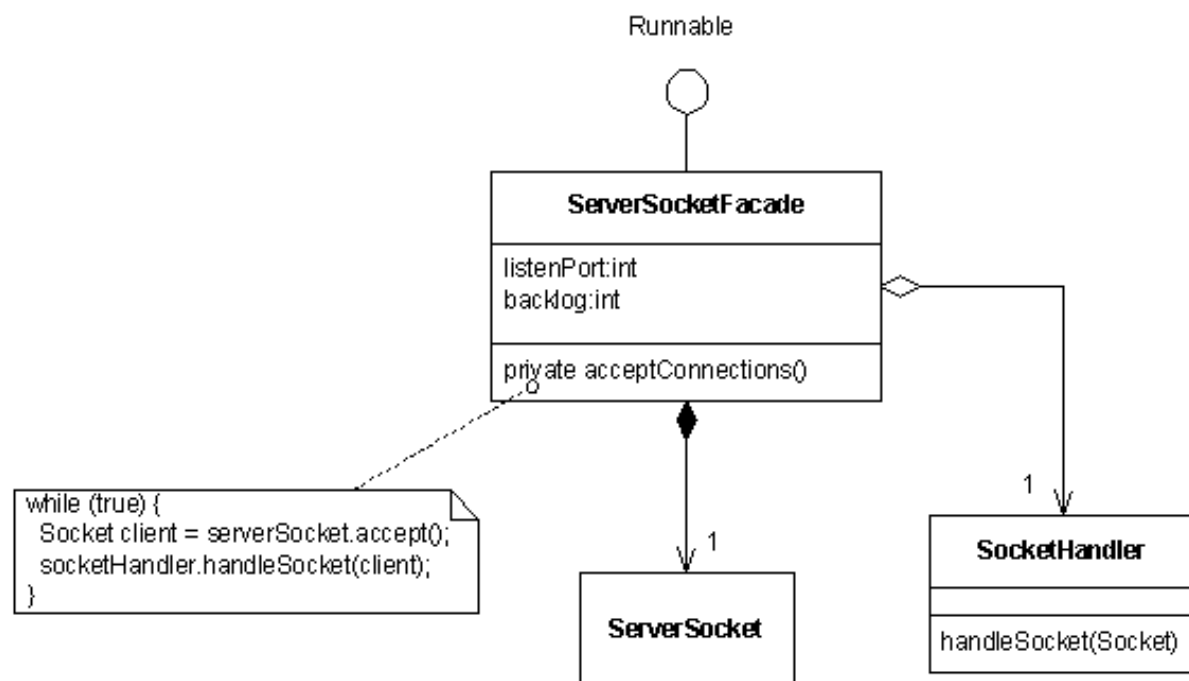 Runnable
ServerSocketFacade
listenPort:int
backlog:int
private acceptConnections()
while (true) {
Socket client = serverSocket.accept();
socketHandler.handleSocket(client);
}
1
ServerSocket
1
SocketHandler
handleSocket(Socket)